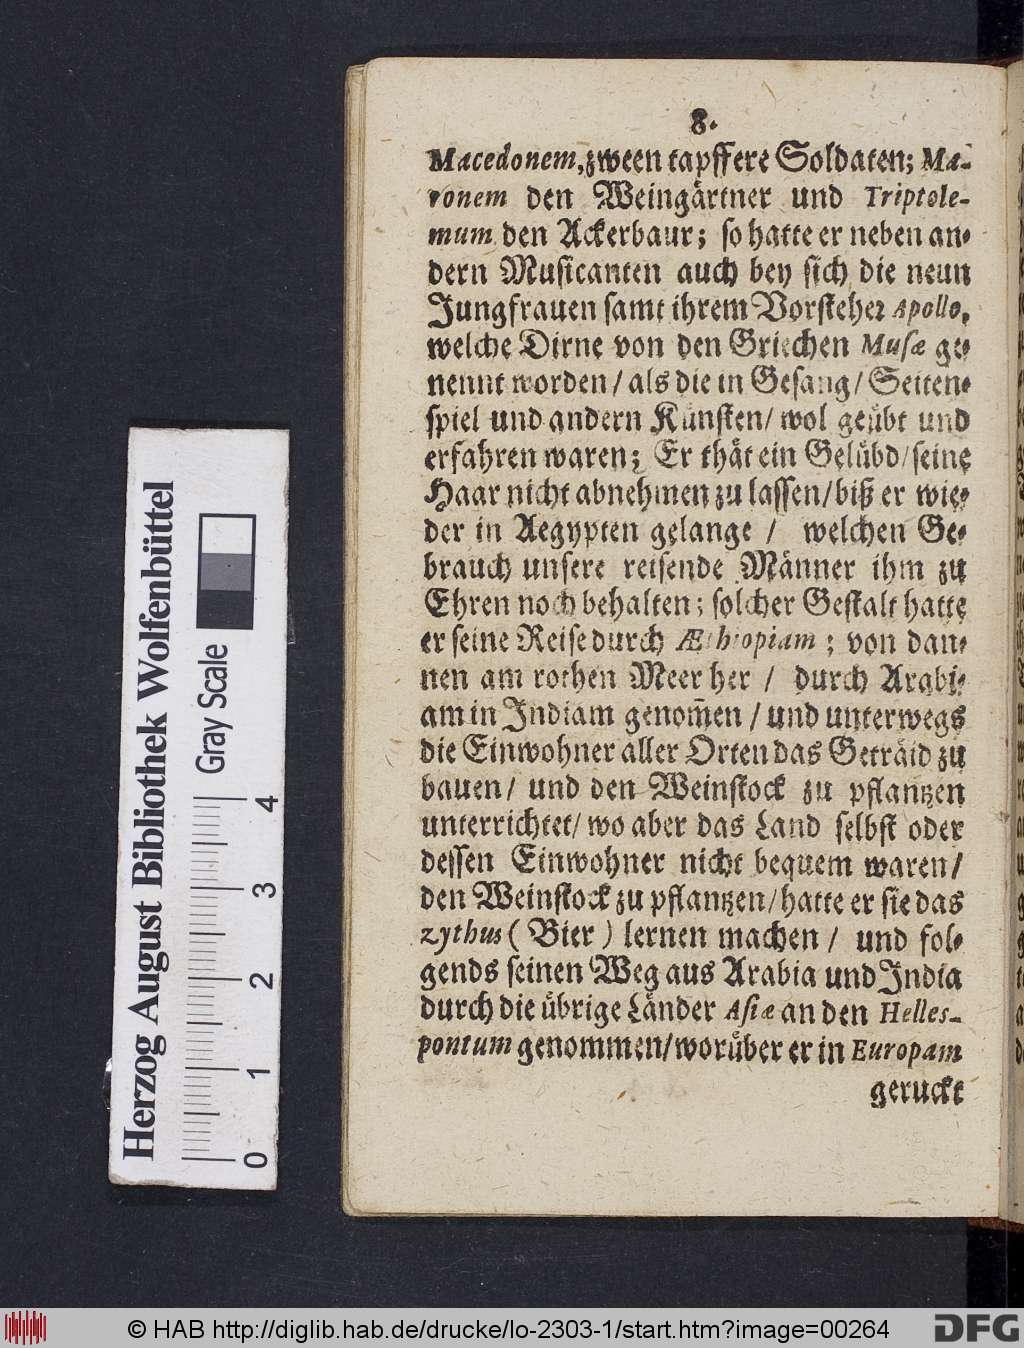 8.
Macedonem, zween tapffere Soldaten; Ma-
ronem den Weingärtner und Triptole-
mum den Ackerbaur; so hatte er neben an-
dern Musicanten auch bey sich die neun
Jungfrauen samt ihrem Vorsteher Apollo,
welche Dirne von den Griechen Musæ ge-
nennt worden / als die in Gesang / Seiten-
spiel und andern Künsten / wol geübt und
erfahren waren; Er thät ein Gelübd / seine
Haar nicht abnehmen zu lassen / biß er wie-
der in Aegypten gelange / welchen Ge-
brauch unsere reisende Männer ihm zu
Ehren noch behalten; solcher Gestalt hatte
er seine Reise durch Æthiopiam; von dan-
nen am rothen Meer her / durch Arabi-
am in Indiam genom̃en / und unterwegs
die Einwohner aller Orten das Geträid zu
bauen / und den Weinstock zu pflantzen
unterrichtet / wo aber das Land selbst oder
dessen Einwohner nicht bequem waren /
den Weinstock zu pflantzen / hatte er sie das
zythus ( Bier ) lernen machen / und fol-
gends seinen Weg aus Arabia und India
durch die übrige Länder Asiæ an den Helles-
pontum genommen / worüber er in Europam
geruckt
Herzog August Bibliothek Wolfenbüttel
Gray Scale
0 1 2 3 4
© HAB http://diglib.hab.de/drucke/lo-2303-1/start.htm?image=00264
DFG